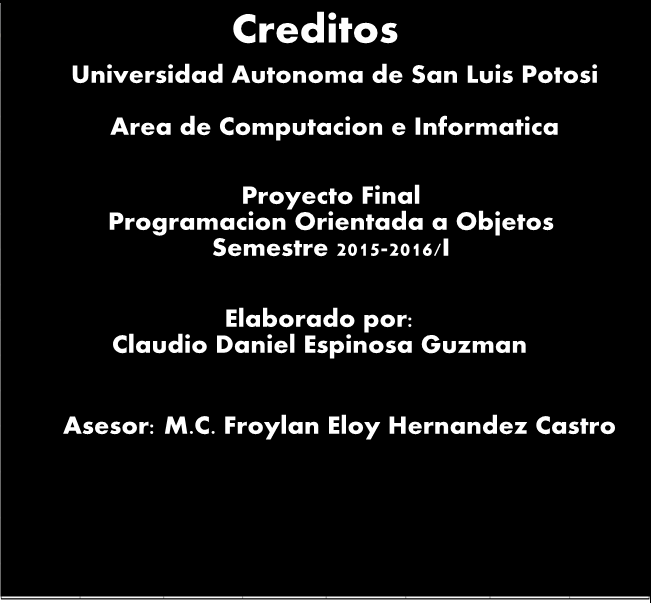 Creditos
Universidad Autonoma de San Luis Potosi
Area de Computacion e Informatica
Proyecto Final
Programacion Orientada a Objetos
Semestre 2015-2016/I
Elaborado por:
Claudio Daniel Espinosa Guzman
Asesor: M.C. Froylan Eloy Hernandez Castro